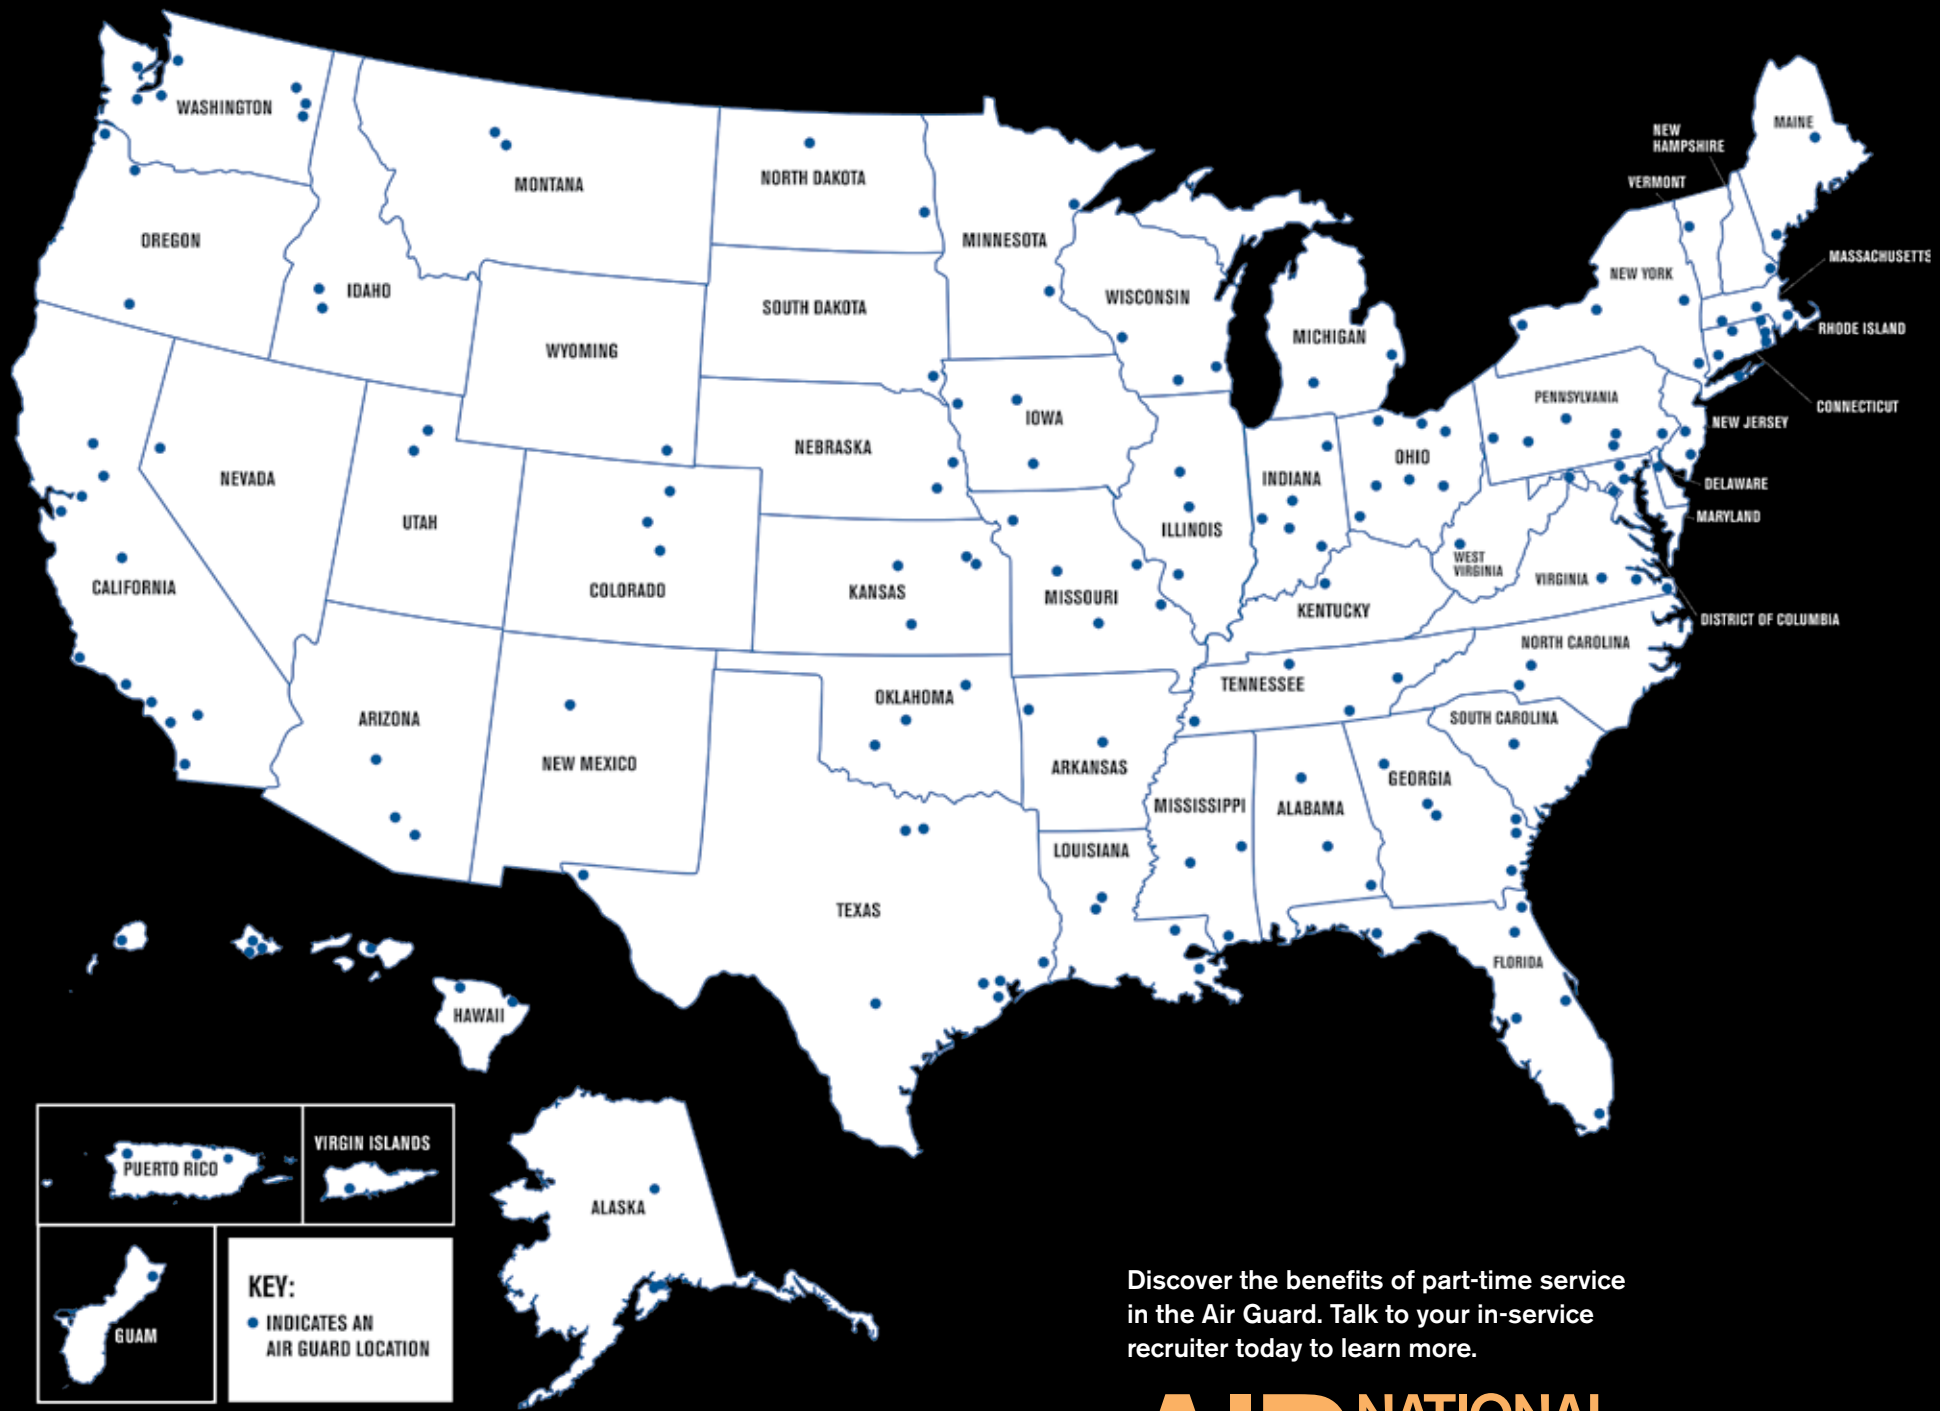 WASHINGTON
MONTANA
NORTH DAKOTA
MINNESOTA
OREGON
IDAHO
SOUTH DAKOTA
WISCONSIN
MICHIGAN
WYOMING
NEW
HAMPSHIRE
VERMONT
MAINE
NEW YORK
MASSACHUSETTS
RHODE ISLAND
CONNECTICUT
PENNSYLVANIA
NEW JERSEY
DELAWARE
MARYLAND
DISTRICT OF COLUMBIA
NEVADA
UTAH
NEBRASKA
IOWA
ILLINOIS
INDIANA
OHIO
CALIFORNIA
COLORADO
KANSAS
MISSOURI
KENTUCKY
WEST
VIRGINIA
VIRGINIA
NORTH CAROLINA
TENNESSEE
SOUTH CAROLINA
ARIZONA
NEW MEXICO
OKLAHOMA
ARKANSAS
MISSISSIPPI
ALABAMA
GEORGIA
LOUISIANA
TEXAS
FLORIDA
HAWAII
PUERTO RICO
VIRGIN ISLANDS
GUAM
ALASKA
KEY:
INDICATES AN
AIR GUARD LOCATION
Discover the benefits of part-time service
in the Air Guard. Talk to your in-service
recruiter today to learn more.
AIR NATIONAL